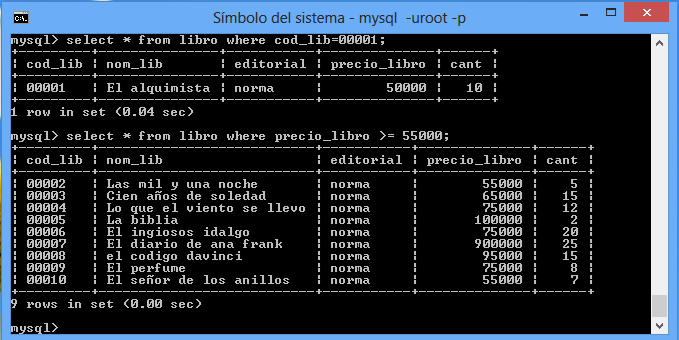 Símbolo del sistema - mysql -uroot -p
mysql> select * from libro where cod_lib=00001;
+---------+--------------+-----------+--------------+------+
| cod_lib | nom_lib | editorial | precio_libro | cant |
+---------+--------------+-----------+--------------+------+
| 00001 | El alquimista | norma | 50000 | 10 |
+---------+--------------+-----------+--------------+------+
1 row in set (0.04 sec)
mysql> select * from libro where precio_libro >= 55000;
| cod_lib | nom_lib | editorial | precio_libro | cant |
| 00002 | Las mil y una noche | norma | 55000 | 5 |
| 00003 | Cien años de soledad | norma | 65000 | 15 |
| 00004 | Lo que el viento se llevo | norma | 75000 | 12 |
| 00005 | La biblia | norma | 100000 | 2 |
| 00006 | El ingiosos idalgo | norma | 75000 | 20 |
| 00007 | El diario de ana frank | norma | 900000 | 25 |
| 00008 | el codigo davinci | norma | 95000 | 15 |
| 00009 | El perfume | norma | 75000 | 8 |
| 00010 | El señor de los anillos | norma | 55000 | 7 |
9 rows in set (0.00 sec)
mysql>